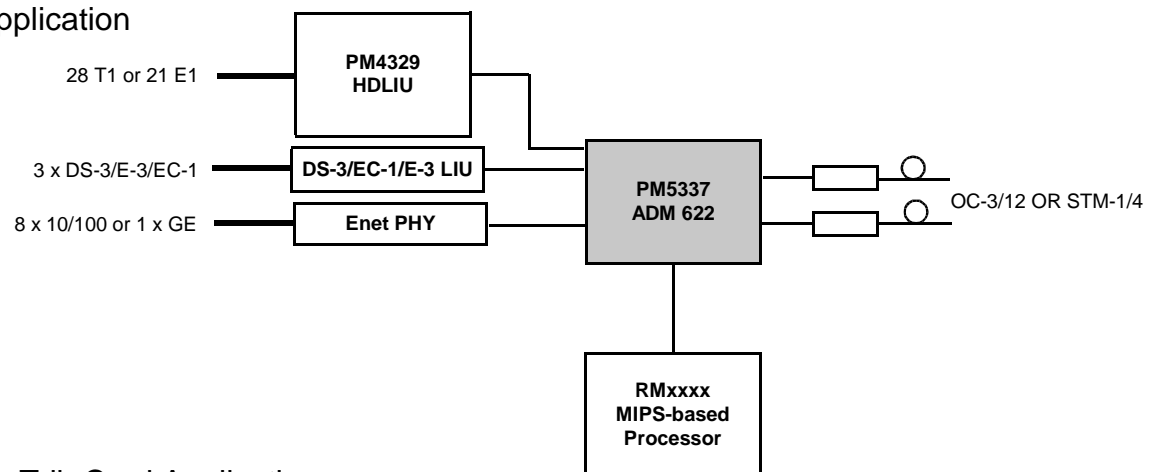 pplication
28 T1 or 21 E1
PM4329
HDLIU
3 x DS-3/E-3/EC-1
DS-3/EC-1/E-3 LIU
8 x 10/100 or 1 x GE
Enet PHY
PM5337
ADM 622
OC-3/12 OR STM-1/4
RMxxxx
MIPS-based
Processor